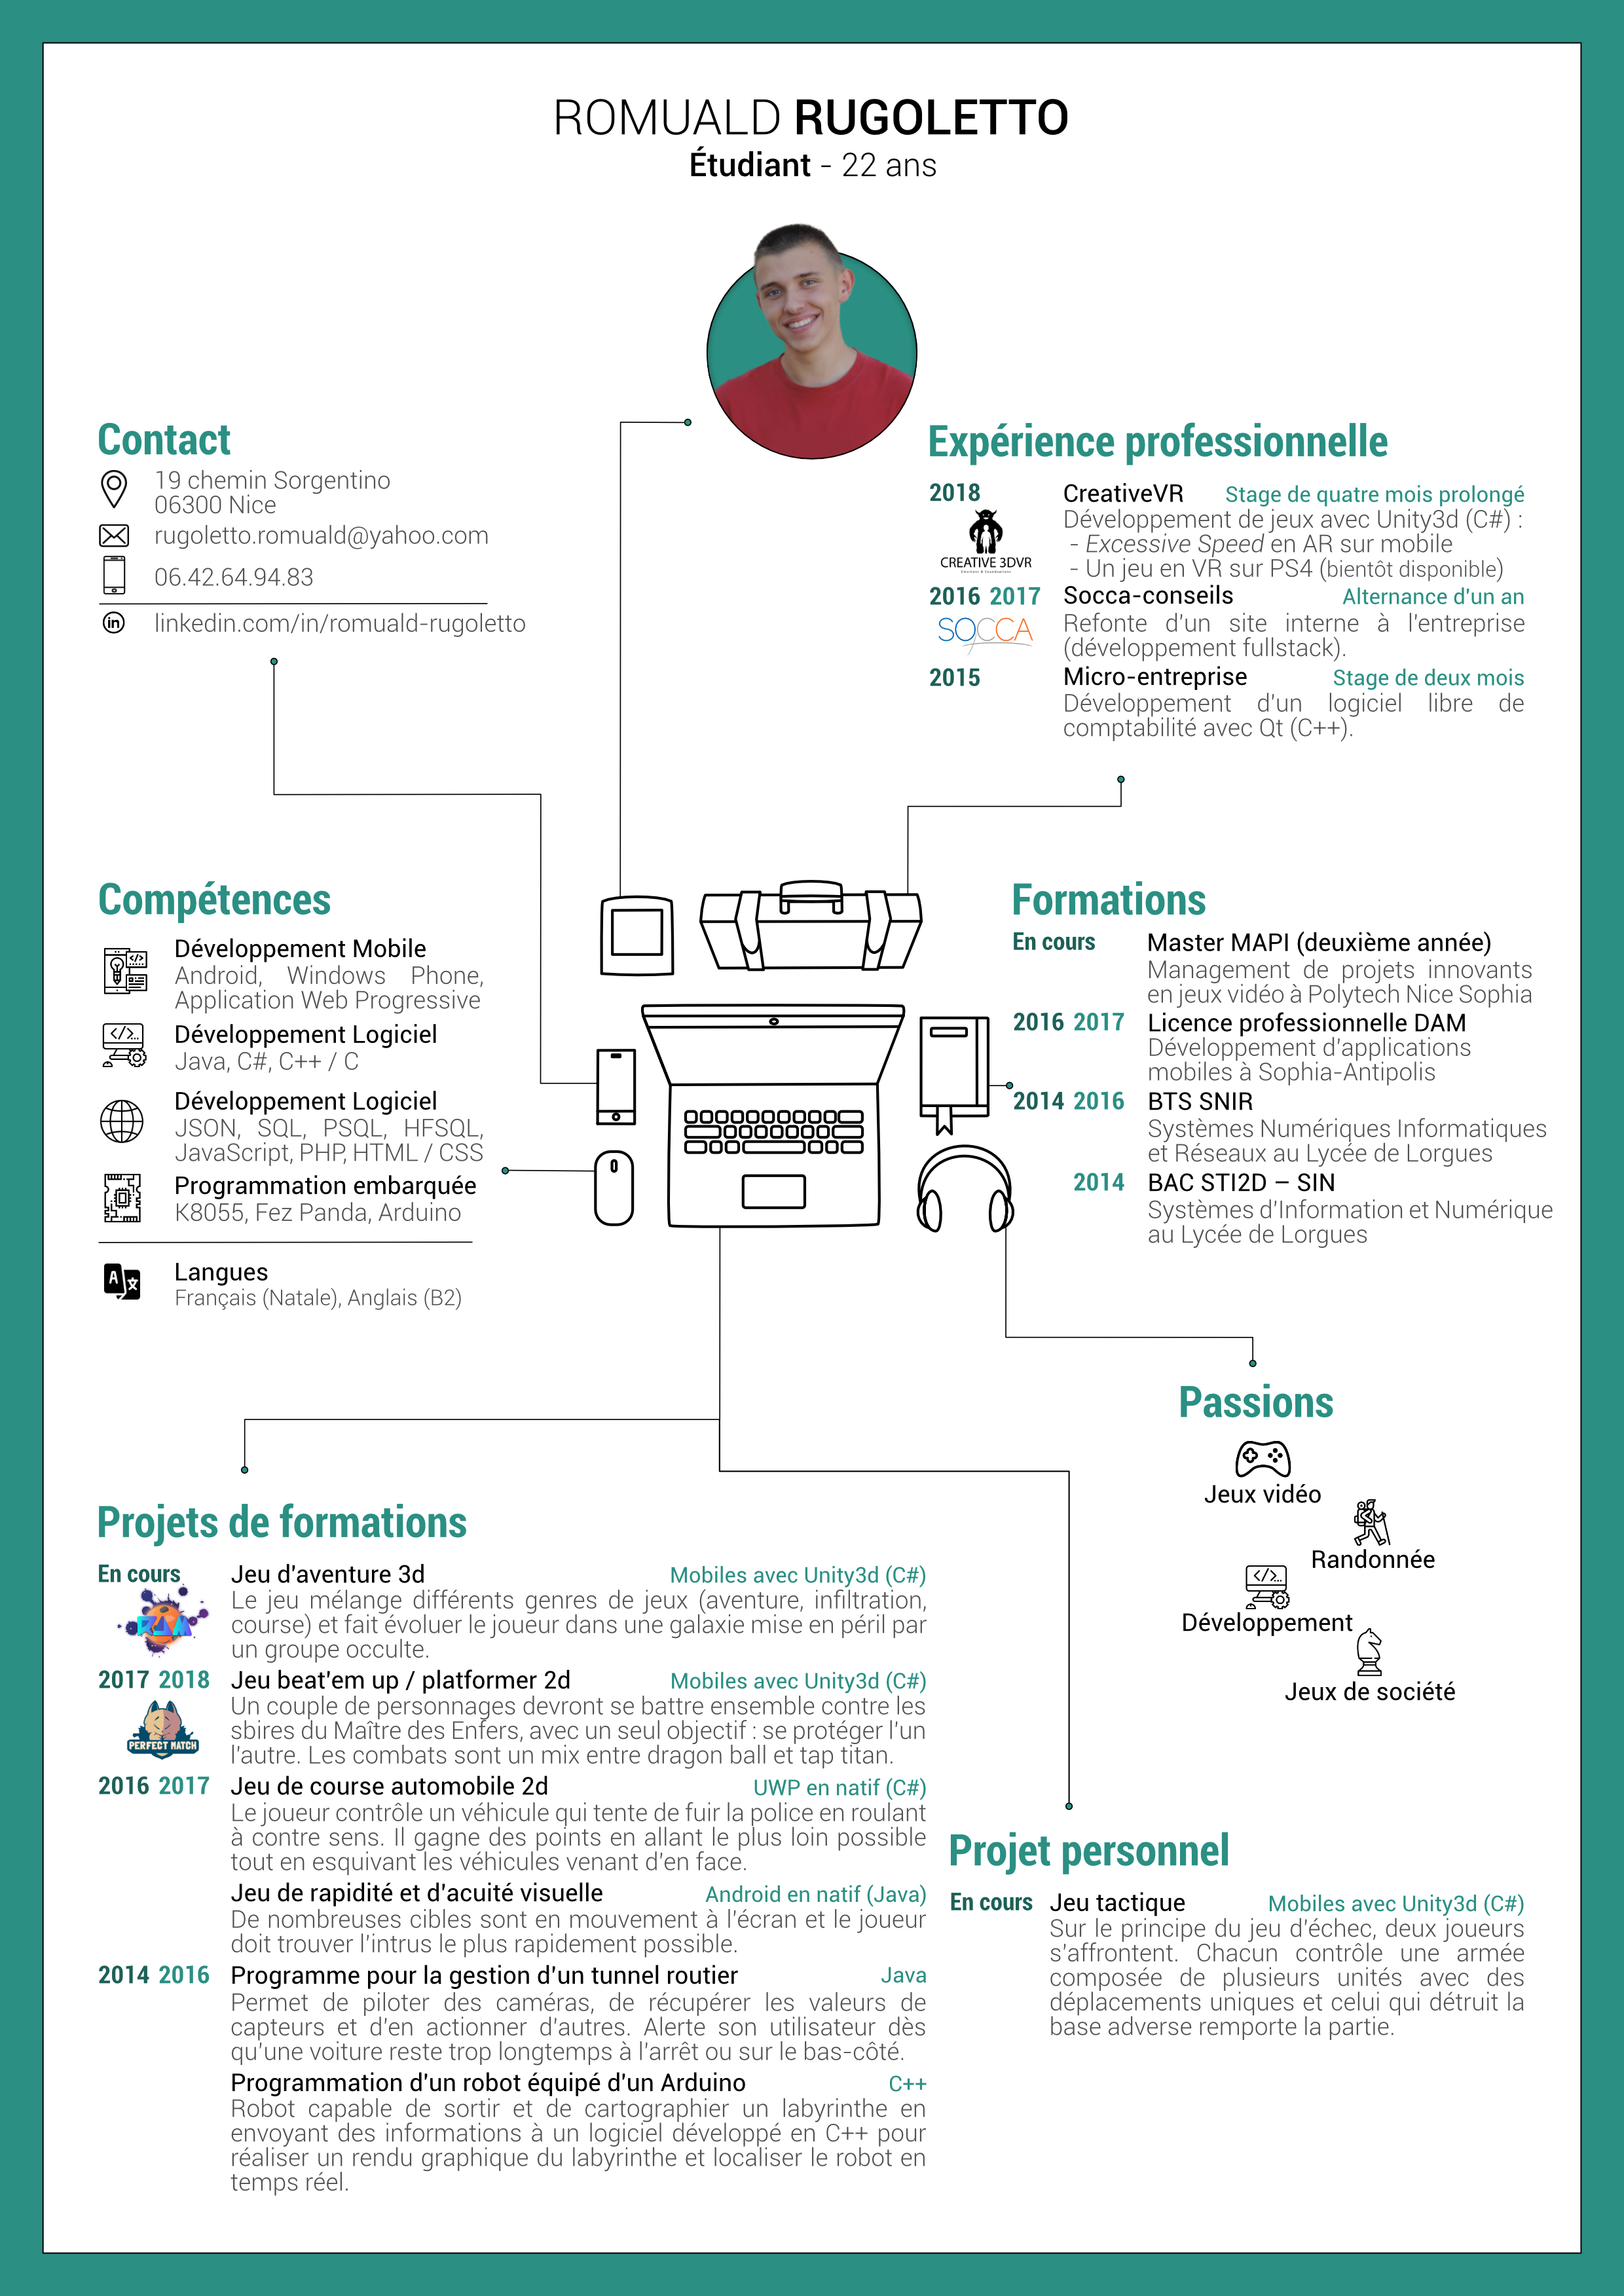 ROMUALD RUGOLETTO
Étudiant - 22 ans
Contact
19 chemin Sorgentino
06300 Nice
rugoletto.romuald@yahoo.com
06.42.64.94.83
in
linkedin.com/in/romuald-rugoletto
Expérience professionnelle
2018
CreativeVR Stage de quatre mois prolongé
Développement de jeux avec Unity3d (C#) :
- Excessive Speed en AR sur mobile
- Un jeu en VR sur PS4 (bientôt disponible)
CREATIVE 3DVR
2016 2017 Socca-conseils Alternance d'un an
SOCCA
Refonte d'un site interne à l'entreprise
(développement fullstack).
2015 Micro-entreprise Stage de deux mois
Développement d'un logiciel libre de
comptabilité avec Qt (C++).
Compétences
Développement Mobile
Android, Windows Phone,
Application Web Progressive
Développement Logiciel
Java, C#, C++ / C
Développement Logiciel
JSON, SQL, PSQL, HFSQL,
JavaScript, PHP, HTML / CSS
Programmation embarquée
K8055, Fez Panda, Arduino
Langues
Français (Natale), Anglais (B2)
Formations
En cours Master MAPI (deuxième année)
Management de projets innovants
en jeux vidéo à Polytech Nice Sophia
2016 2017 Licence professionnelle DAM
Développement d'applications
mobiles à Sophia-Antipolis
2014 2016 BTS SNIR
Systèmes Numériques Informatiques
et Réseaux au Lycée de Lorgues
2014 BAC STI2D – SIN
Systèmes d'Information et Numérique
au Lycée de Lorgues
Passions
Jeux vidéo
Randonnée
Développement
Jeux de société
Projets de formations
En cours Jeu d'aventure 3d Mobiles avec Unity3d (C#)
Le jeu mélange différents genres de jeux (aventure, infiltration,
course) et fait évoluer le joueur dans une galaxie mise en péril par
un groupe occulte.
2017 2018 Jeu beat'em up / platformer 2d Mobiles avec Unity3d (C#)
Un couple de personnages devront se battre ensemble contre les
sbires du Maître des Enfers, avec un seul objectif : se protéger l'un
l'autre. Les combats sont un mix entre dragon ball et tap titan.
PERFECT MATCH
2016 2017 Jeu de course automobile 2d UWP en natif (C#)
Le joueur contrôle un véhicule qui tente de fuir la police en roulant
à contre sens. Il gagne des points en allant le plus loin possible
tout en esquivant les véhicules venant d'en face.
Jeu de rapidité et d'acuité visuelle Android en natif (Java)
De nombreuses cibles sont en mouvement à l'écran et le joueur
doit trouver l'intrus le plus rapidement possible.
2014 2016 Programme pour la gestion d'un tunnel routier Java
Permet de piloter des caméras, de récupérer les valeurs de
capteurs et d'en actionner d'autres. Alerte son utilisateur dès
qu'une voiture reste trop longtemps à l'arrêt ou sur le bas-côté.
Programmation d'un robot équipé d'un Arduino C++
Robot capable de sortir et de cartographier un labyrinthe en
envoyant des informations à un logiciel développé en C++ pour
réaliser un rendu graphique du labyrinthe et localiser le robot en
temps réel.
Projet personnel
En cours Jeu tactique Mobiles avec Unity3d (C#)
Sur le principe du jeu d'échec, deux joueurs
s'affrontent. Chacun contrôle une armée
composée de plusieurs unités avec des
déplacements uniques et celui qui détruit la
base adverse remporte la partie.